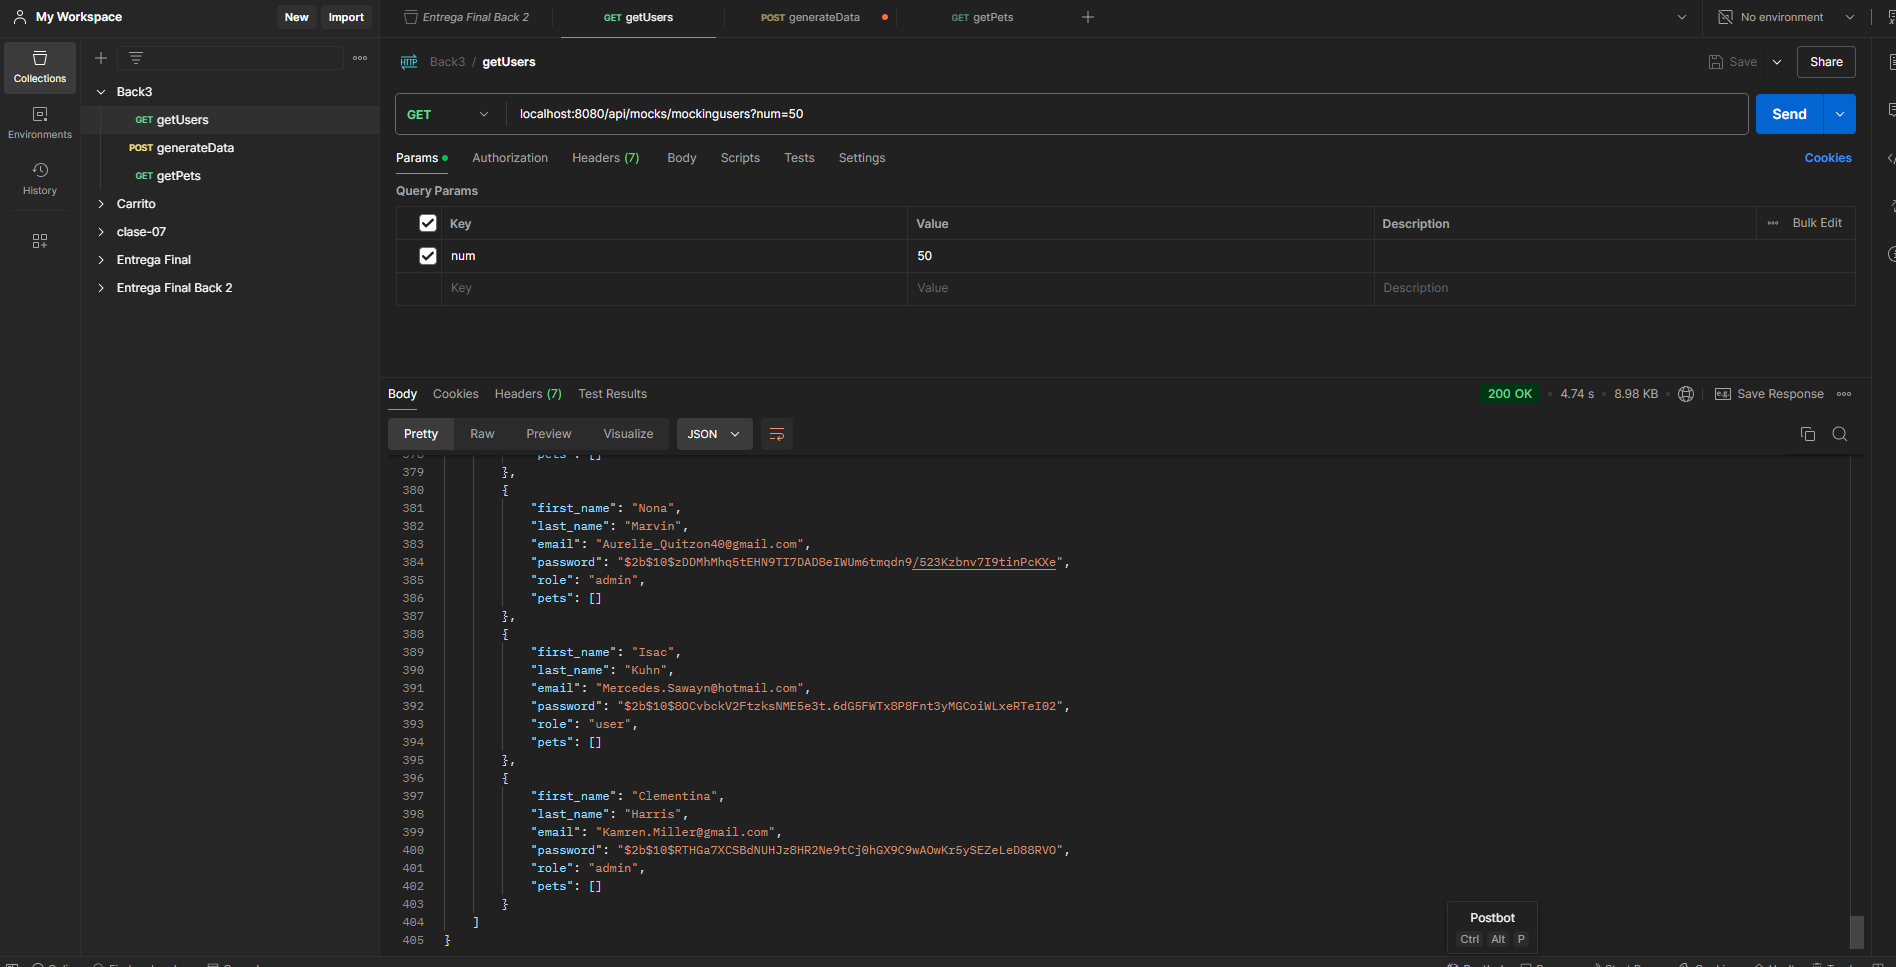 My Workspace
New
Import
Entrega Final Back 2
GET getUsers
POST generateData
GET getPets
No environment
Collections
Environments
History
Back3
GET getUsers
POST generateData
GET getPets
Carrito
clase-07
Entrega Final
Entrega Final Back 2
HTTP
Back3 / getUsers
Save
Share
GET
localhost:8080/api/mocks/mockingusers?num=50
Send
Params
Authorization
Headers (7)
Body
Scripts
Tests
Settings
Cookies
Query Params
Key
Value
Description
Bulk Edit
num
50
Key
Value
Description
Body
Cookies
Headers (7)
Test Results
200 OK
4.74 s
8.98 KB
e.g.
Save Response
Pretty
Raw
Preview
Visualize
JSON
378 "pets": []
379 },
380 {
381 "first_name": "Nona",
382 "last_name": "Marvin",
383 "email": "Aurelie_Quitzon40@gmail.com",
384 "password": "$2b$10$zDDMhMhq5tEHN9TI7DAD8eIWUm6tmqdn9/523Kzbnv7I9tinPcKXe",
385 "role": "admin",
386 "pets": []
387 },
388 {
389 "first_name": "Isac",
390 "last_name": "Kuhn",
391 "email": "Mercedes.Sawayn@hotmail.com",
392 "password": "$2b$10$8OCvbckV2FtzksNME5e3t.6dG5FWTx8P8Fnt3yMGCoiWLxeRTeI02",
393 "role": "user",
394 "pets": []
395 },
396 {
397 "first_name": "Clementina",
398 "last_name": "Harris",
399 "email": "Kamren.Miller@gmail.com",
400 "password": "$2b$10$RTHGa7XCSBdNUHJz8HR2Ne9tCj0hGX9C9wAOwKr5ySEZeLeD88RVO",
401 "role": "admin",
402 "pets": []
403 }
404 ]
405 }
Postbot
Ctrl Alt P